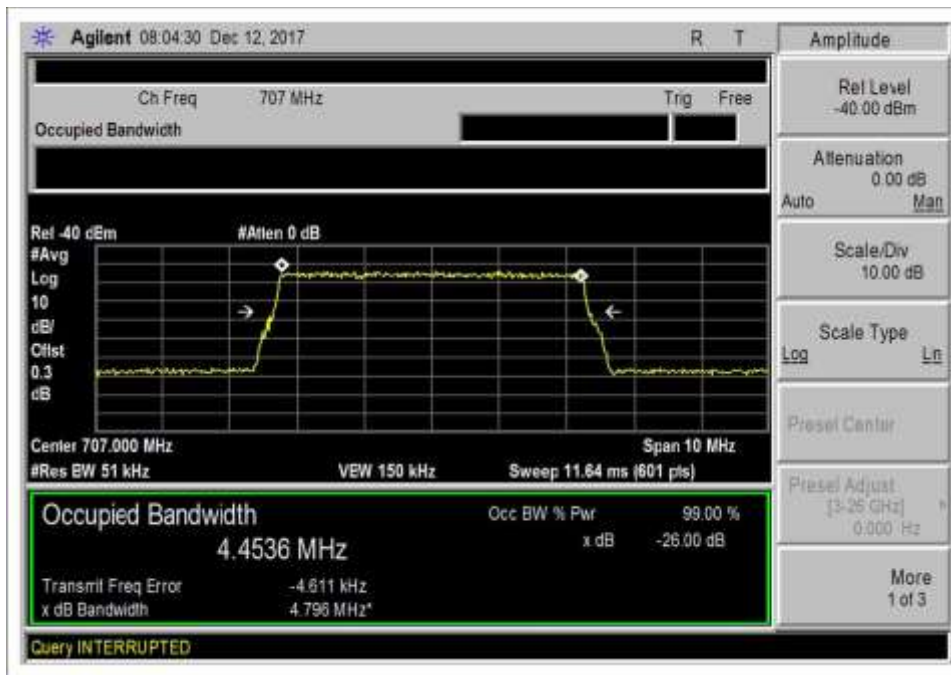 Agilent 08:04:30 Dec 12, 2017 R T
Ch Freq 707 MHz Trig Free
Occupied Bandwidth
Ref -40 dBm #Atten 0 dB
#Avg
Log
10
dB/
Offst
0.3
dB
Center 707.000 MHz Span 10 MHz
#Res BW 51 kHz VBW 150 kHz Sweep 11.64 ms (601 pts)
Occupied Bandwidth Occ BW % Pwr 99.00 %
4.4536 MHz x dB -26.00 dB
Transmit Freq Error -4.611 kHz
x dB Bandwidth 4.796 MHz*
Query INTERRUPTED
Amplitude
Ref Level
-40.00 dBm
Attenuation
0.00 dB
Auto Man
Scale/Div
10.00 dB
Scale Type
Log Lin
Presel Center
Presel Adjust
[3-26 GHz]
0.000 Hz
More
1 of 3